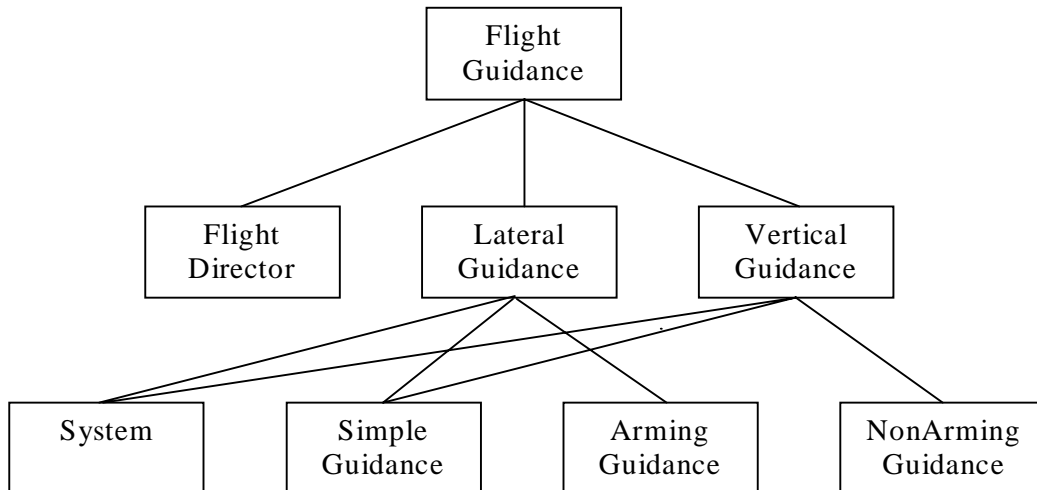 Flight
Guidance
Flight
Director
Lateral
Guidance
Vertical
Guidance
System
Simple
Guidance
Arming
Guidance
NonArming
Guidance